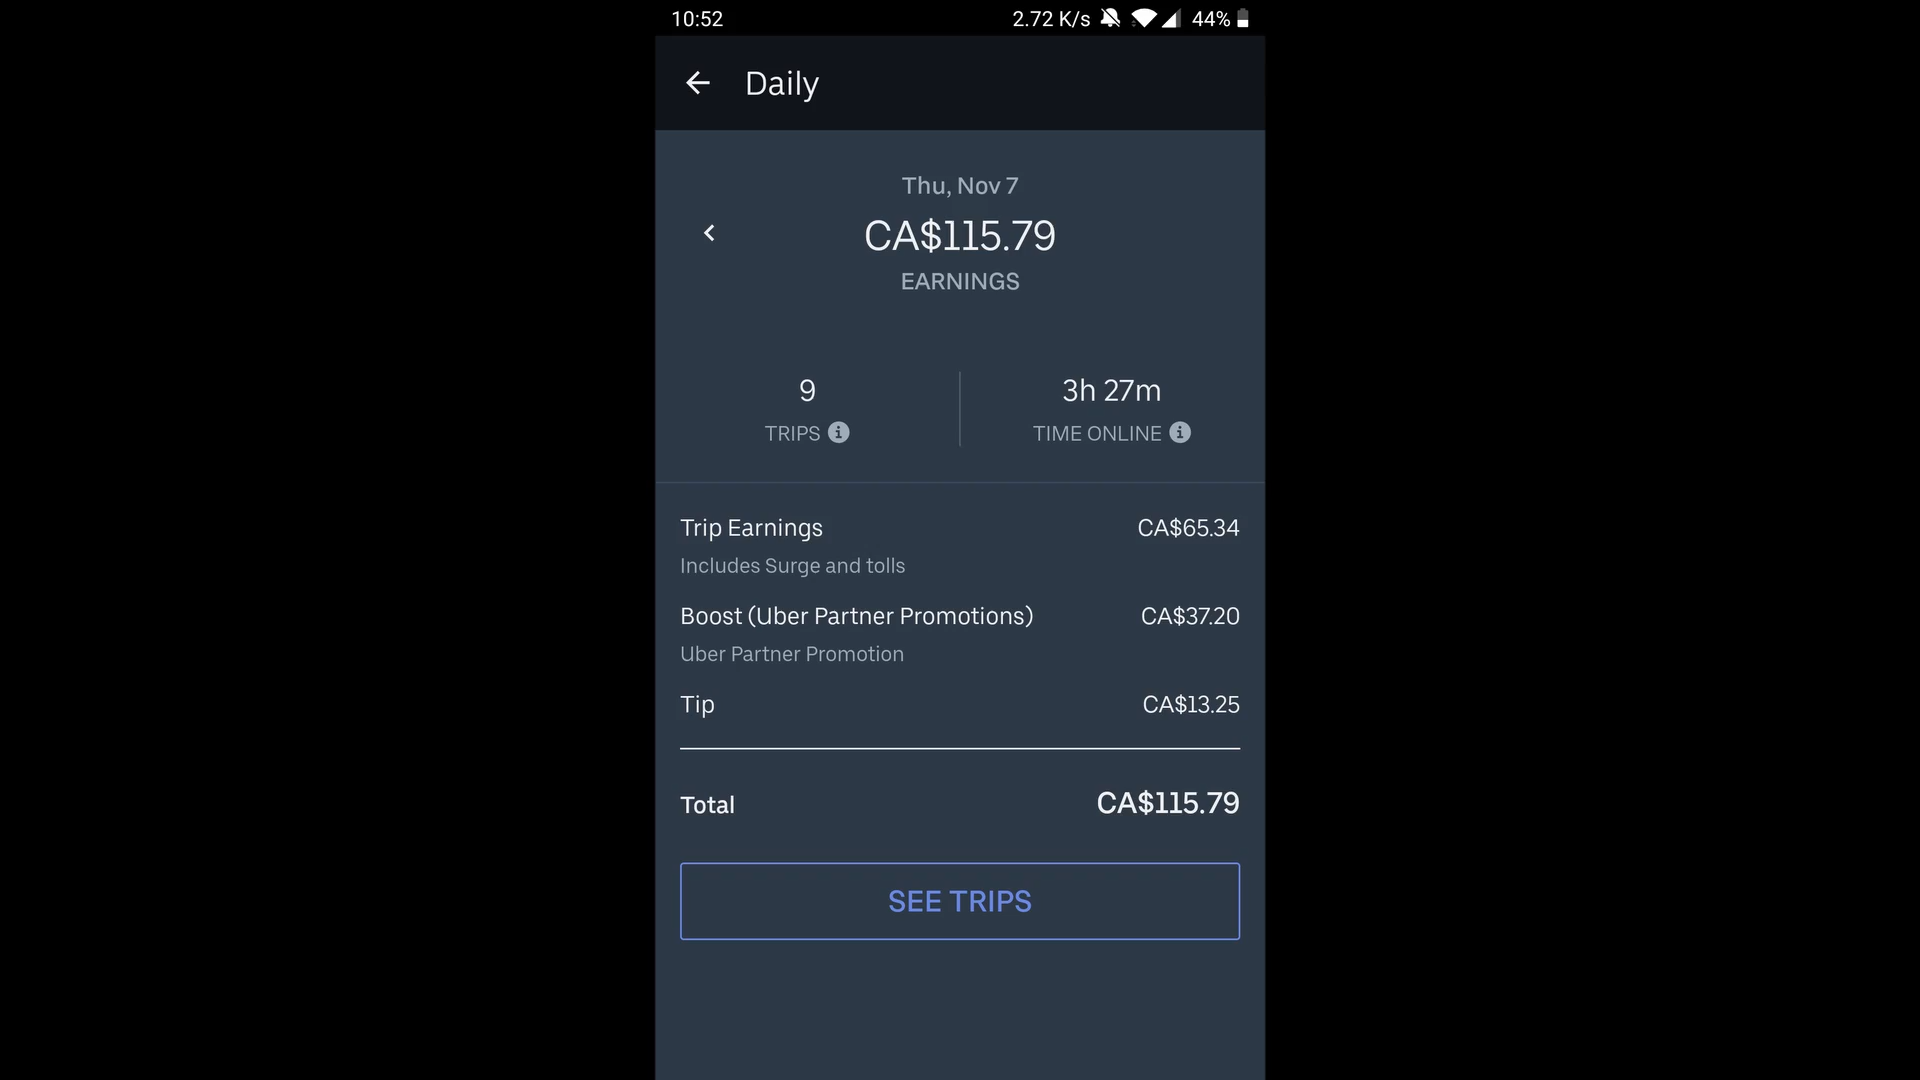 10:52 2.72 K/s 44%
Daily
Thu, Nov 7
CA$115.79
EARNINGS
9 3h 27m
TRIPS TIME ONLINE
Trip Earnings CA$65.34
Includes Surge and tolls
Boost (Uber Partner Promotions) CA$37.20
Uber Partner Promotion
Tip CA$13.25
Total CA$115.79
SEE TRIPS